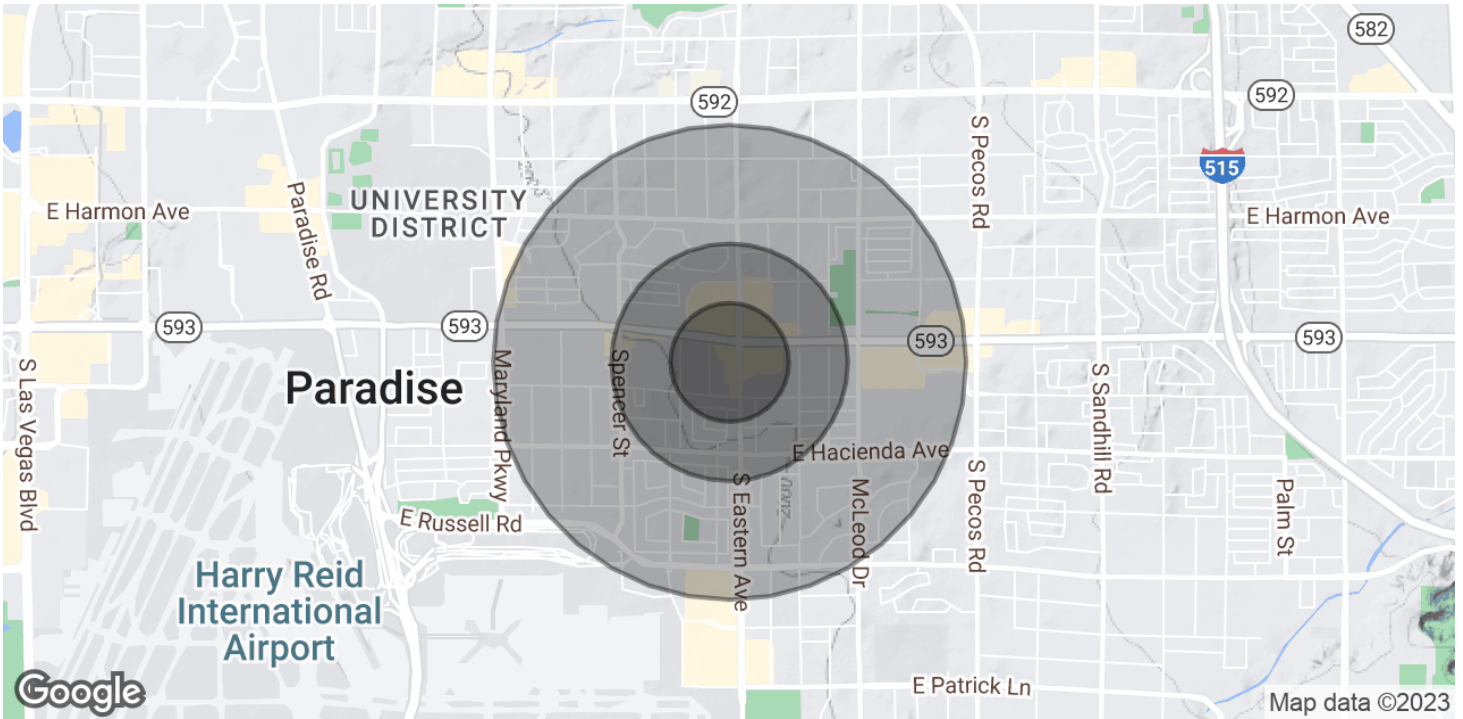 582
592
592
S Pecos Rd
515
UNIVERSITY
DISTRICT
E Harmon Ave
Paradise Rd
E Harmon Ave
593
593
593
593
S Las Vegas Blvd
Paradise
Maryland Pkwy
Spencer St
S Sandhill Rd
E Hacienda Ave
S Eastern Ave
McLeod Dr
S Pecos Rd
Palm St
E Russell Rd
Harry Reid
International
Airport
E Patrick Ln
Google
Map data ©2023